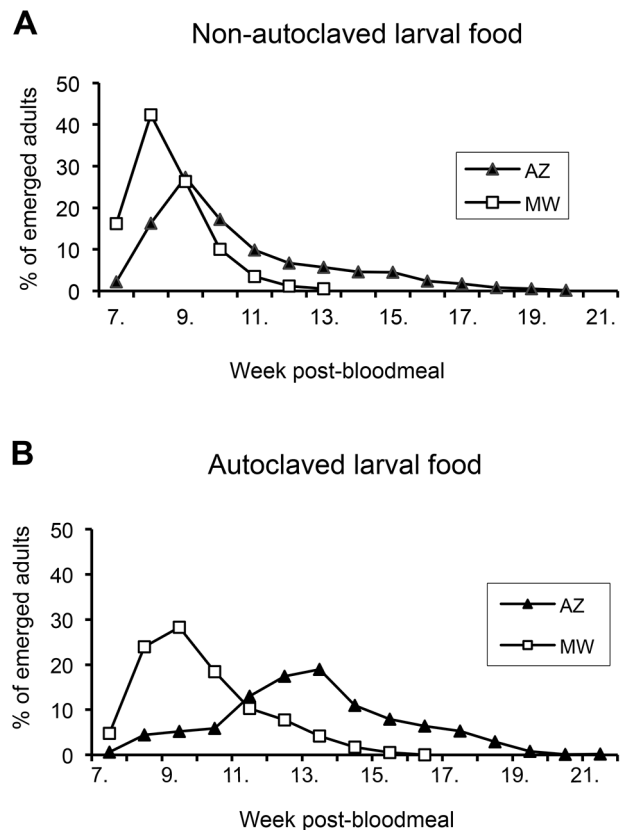 A
Non-autoclaved larval food
50
40
30
20
10
0
% of emerged adults
AZ
MW
7. 9. 11. 13. 15. 17. 19. 21.
Week post-bloodmeal
B
Autoclaved larval food
50
40
30
20
10
0
% of emerged adults
AZ
MW
7. 9. 11. 13. 15. 17. 19. 21.
Week post-bloodmeal